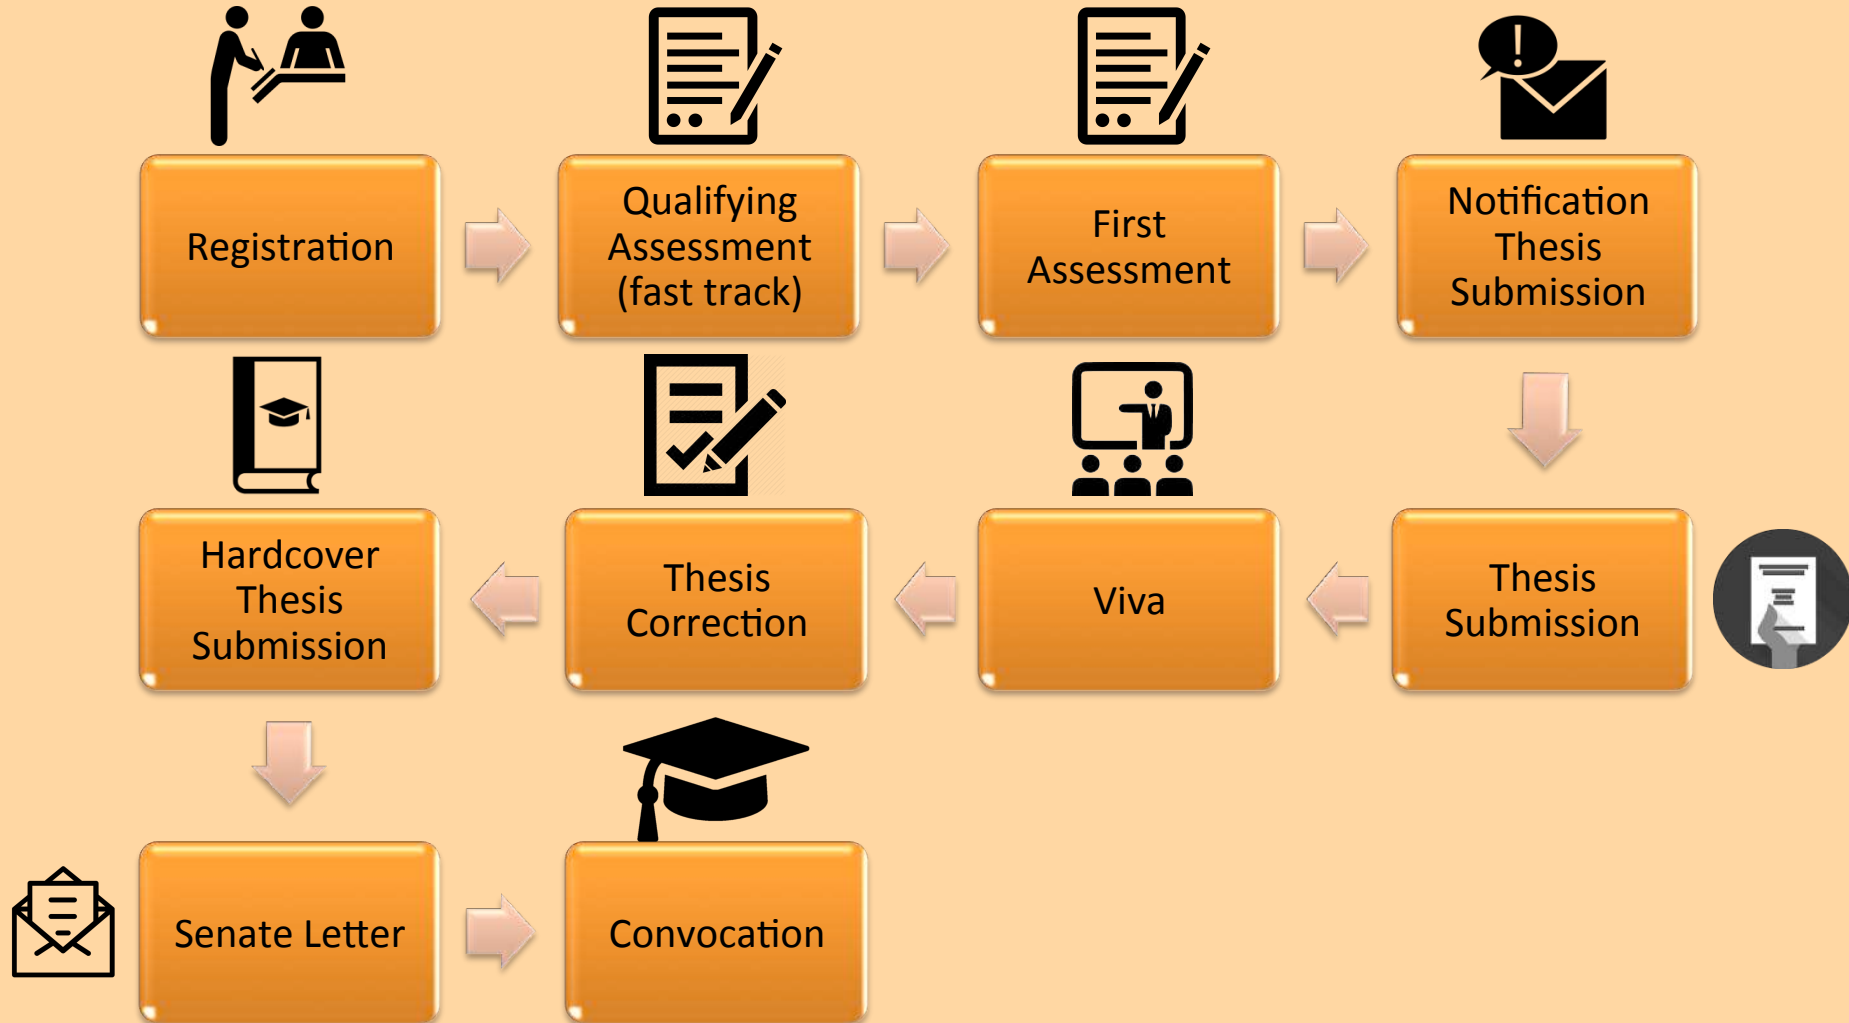 Registration
Qualifying
Assessment
(fast track)
First
Assessment
Notification
Thesis
Submission
Thesis
Submission
Viva
Thesis
Correction
Hardcover
Thesis
Submission
Senate Letter
Convocation